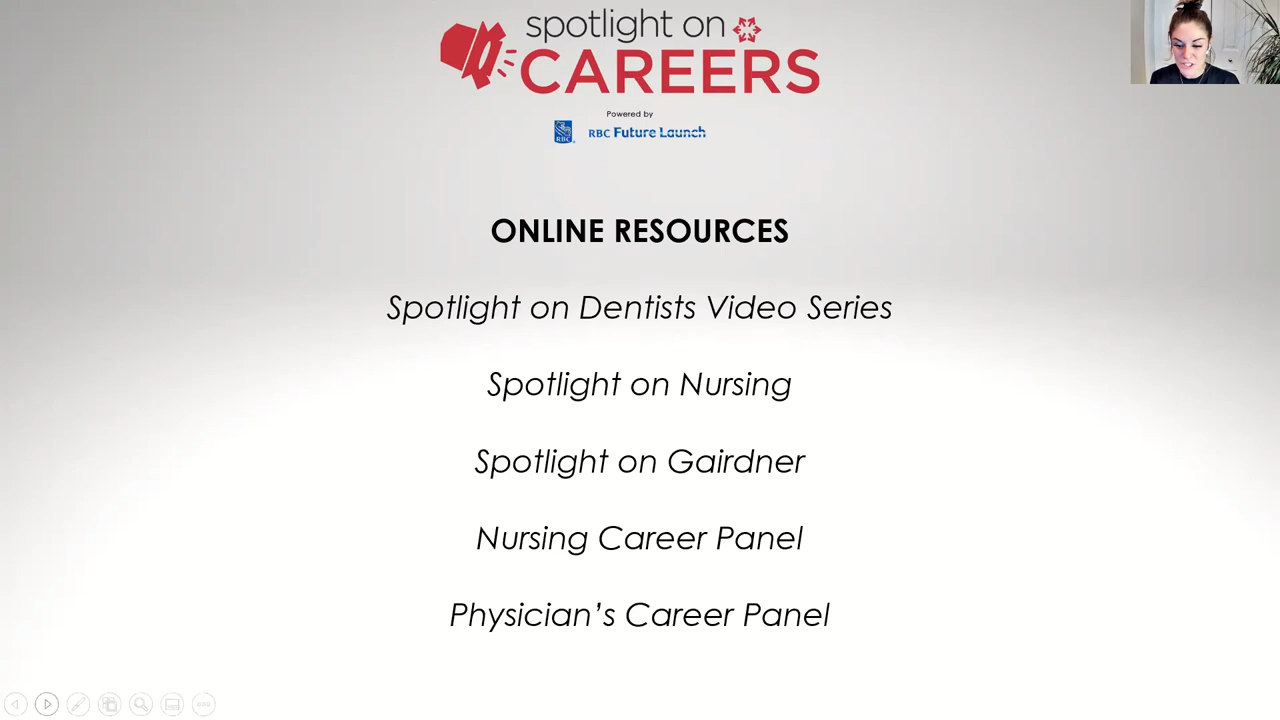 spotlight on
CAREERS
Powered by
RBC
RBC Future Launch
ONLINE RESOURCES
Spotlight on Dentists Video Series
Spotlight on Nursing
Spotlight on Gairdner
Nursing Career Panel
Physician’s Career Panel